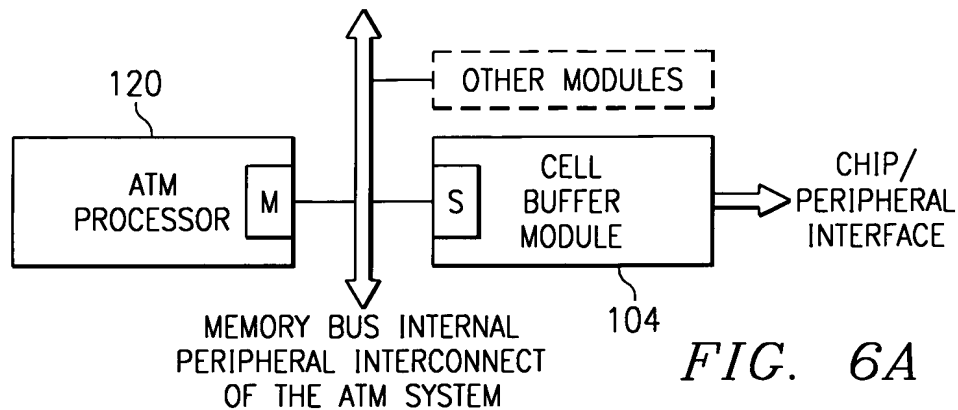 120
OTHER MODULES
ATM
PROCESSOR
M
S
CELL
BUFFER
MODULE
CHIP/
PERIPHERAL
INTERFACE
104
MEMORY BUS INTERNAL
PERIPHERAL INTERCONNECT
OF THE ATM SYSTEM
FIG. 6A